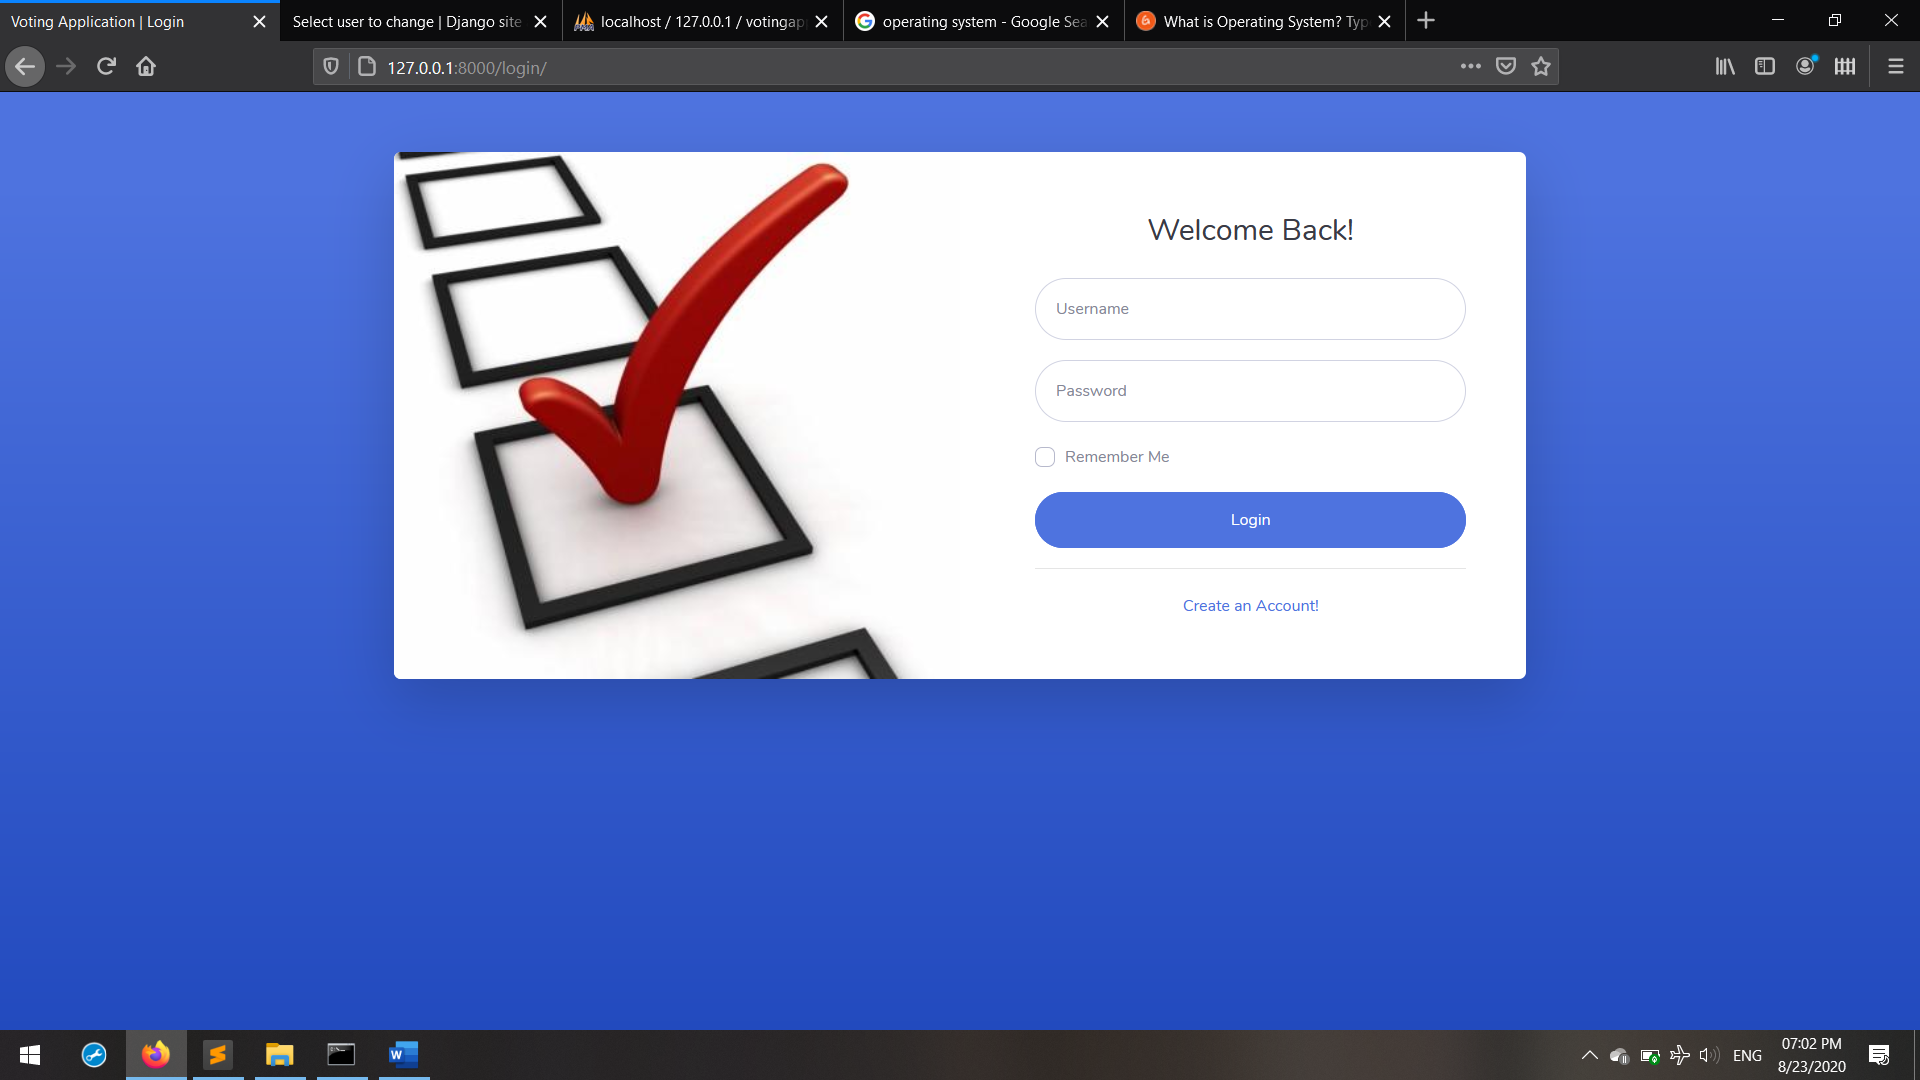 Voting Application | Login
Select user to change | Django site
localhost / 127.0.0.1 / votingapp
operating system - Google Sea
What is Operating System? Typ
127.0.0.1:8000/login/
Welcome Back!
Username
Password
Remember Me
Login
Create an Account!
ENG
07:02 PM
8/23/2020